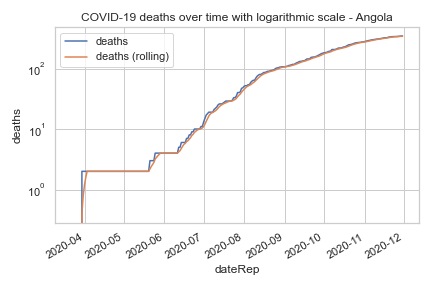 COVID-19 deaths over time with logarithmic scale - Angola
deaths
deaths (rolling)
10²
10¹
10⁰
deaths
2020-04
2020-05
2020-06
2020-07
2020-08
2020-09
2020-10
2020-11
2020-12
dateRep